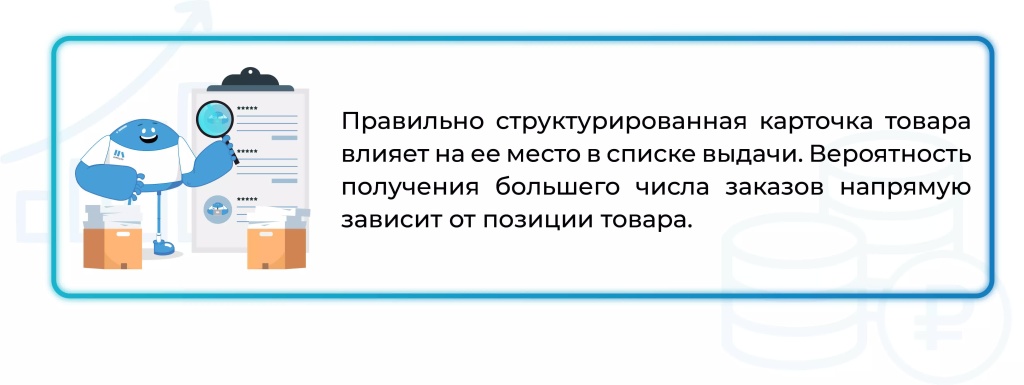 Правильно структурированная карточка товара
влияет на ее место в списке выдачи. Вероятность
получения большего числа заказов напрямую
зависит от позиции товара.